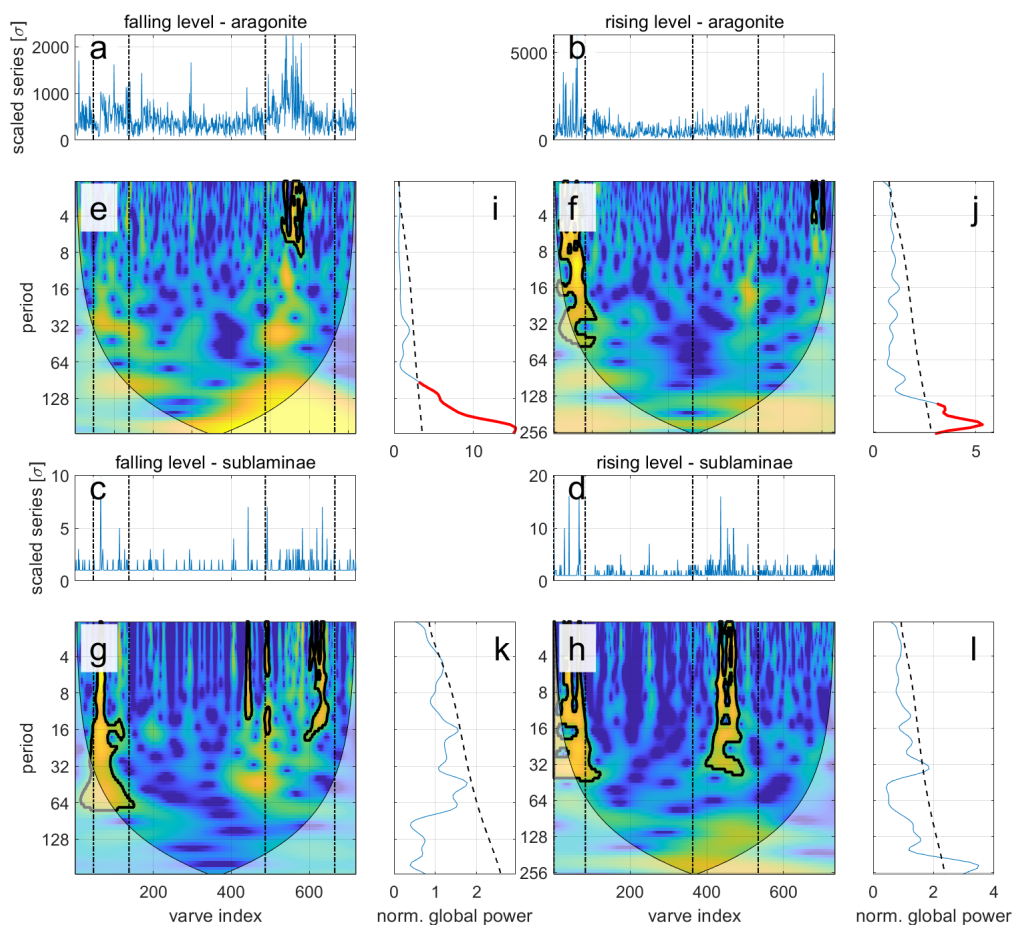 falling level - aragonite
rising level - aragonite
scaled series [σ]
2000
1000
0
a
5000
0
b
period
4
8
16
32
64
128
e
i
0
10
4
8
16
32
64
128
256
f
j
0
5
falling level - sublaminae
rising level - sublaminae
scaled series [σ]
10
5
0
c
20
10
0
d
period
4
8
16
32
64
128
g
200
400
600
varve index
k
0
2
norm. global power
4
8
16
32
64
128
256
h
200
400
600
varve index
l
0
2
4
norm. global power